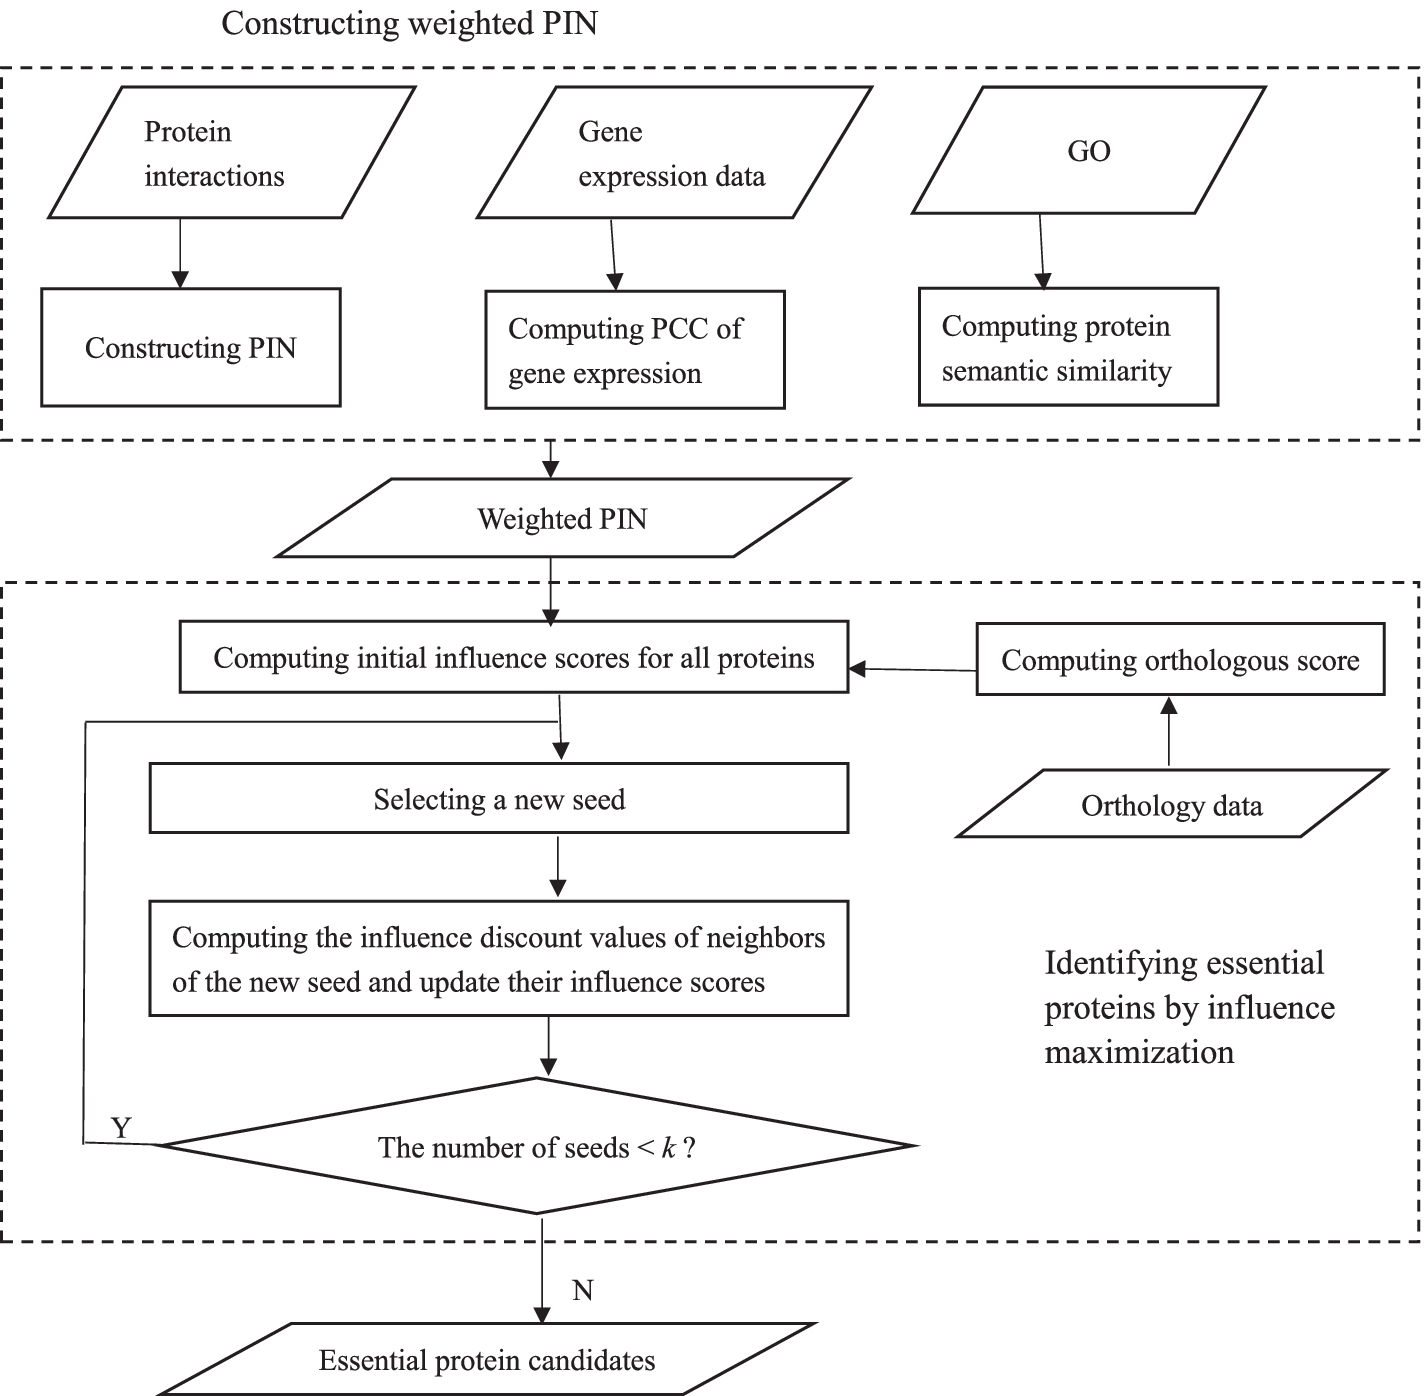 Constructing weighted PIN
Protein
interactions
Gene
expression data
GO
Constructing PIN
Computing PCC of
gene expression
Computing protein
semantic similarity
Weighted PIN
Computing initial influence scores for all proteins
Computing orthologous score
Selecting a new seed
Orthology data
Computing the influence discount values of neighbors
of the new seed and update their influence scores
Identifying essential
proteins by influence
maximization
Y
The number of seeds < k ?
N
Essential protein candidates